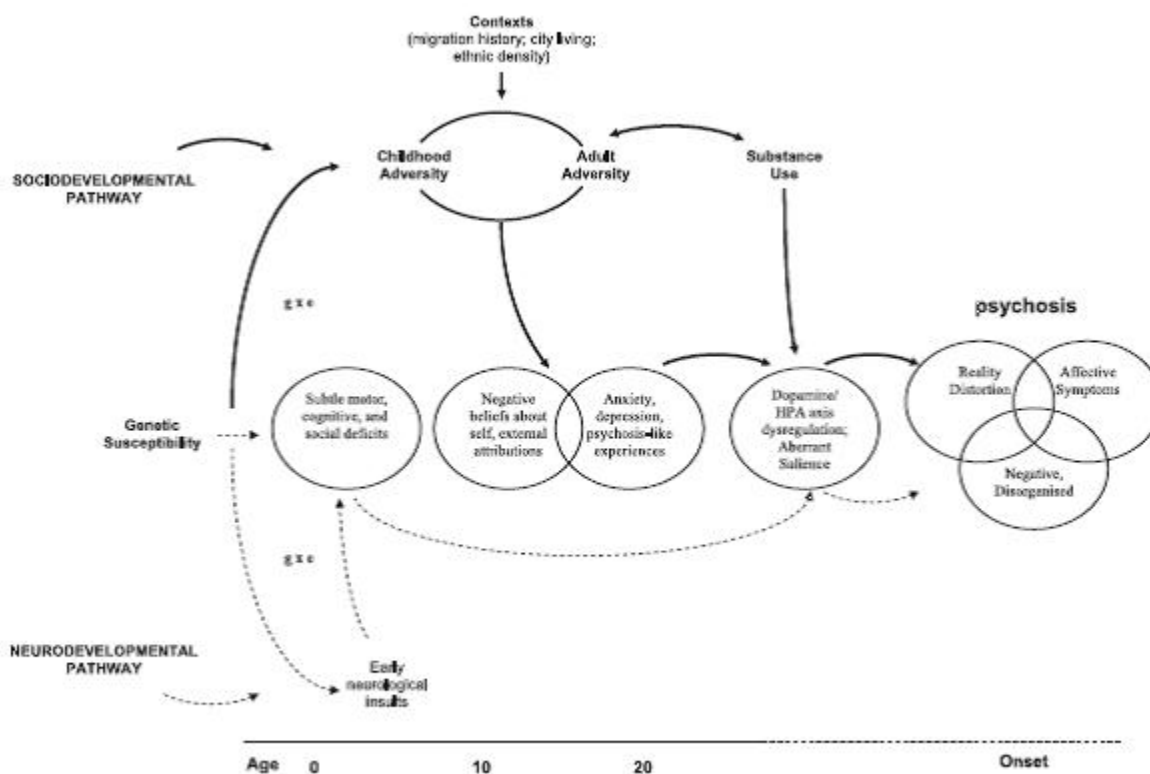 Contexts
(migration history; city living;
ethnic density)
SOCIODEVELOPMENTAL
PATHWAY
Childhood
Adversity
Adult
Adversity
Substance
Use
g x e
psychosis
Genetic
Susceptibility
Subtle motor,
cognitive, and
social deficits
Negative
beliefs about
self, external
attributions
Anxiety,
depression,
psychosis-like
experiences
Dopamine/
HPA axis
dysregulation;
Aberrant
Salience
Reality
Distortion
Affective
Symptoms
Negative,
Disorganised
g x e
NEURODEVELOPMENTAL
PATHWAY
Early
neurological
insults
Age 0 10 20 Onset